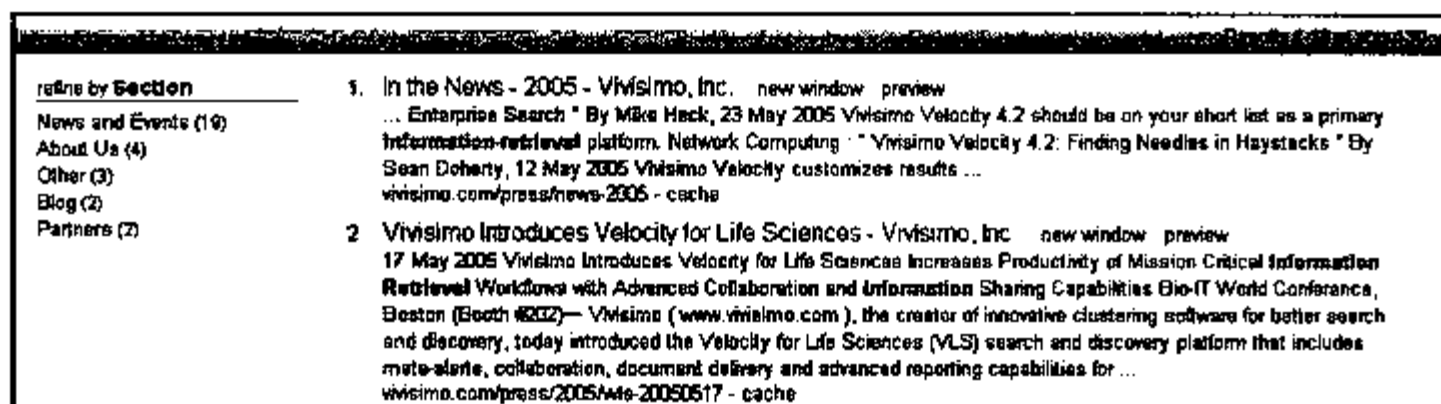 refine by Section
News and Events (19)
About Us (4)
Other (3)
Blog (2)
Partners (2)
1. In the News - 2005 - Vivisimo, Inc. new window preview
... Enterprise Search " By Mike Heck, 23 May 2005 Vivisimo Velocity 4.2 should be on your short list as a primary
information-retrieval platform. Network Computing : " Vivisimo Velocity 4.2: Finding Needles in Haystacks " By
Sean Doherty, 12 May 2005 Vivisimo Velocity customizes results ...
vivisimo.com/press/news-2005 - cache
2 Vivisimo Introduces Velocity for Life Sciences - Vivisimo, Inc new window preview
17 May 2005 Vivisimo Introduces Velocity for Life Sciences Increases Productivity of Mission Critical Information
Retrieval Workflows with Advanced Collaboration and Information Sharing Capabilities Bio-IT World Conference,
Boston (Booth #202)— Vivisimo ( www.vivisimo.com ), the creator of innovative clustering software for better search
and discovery, today introduced the Velocity for Life Sciences (VLS) search and discovery platform that includes
meta-alerts, collaboration, document delivery and advanced reporting capabilities for ...
vivisimo.com/press/2005/ - cache